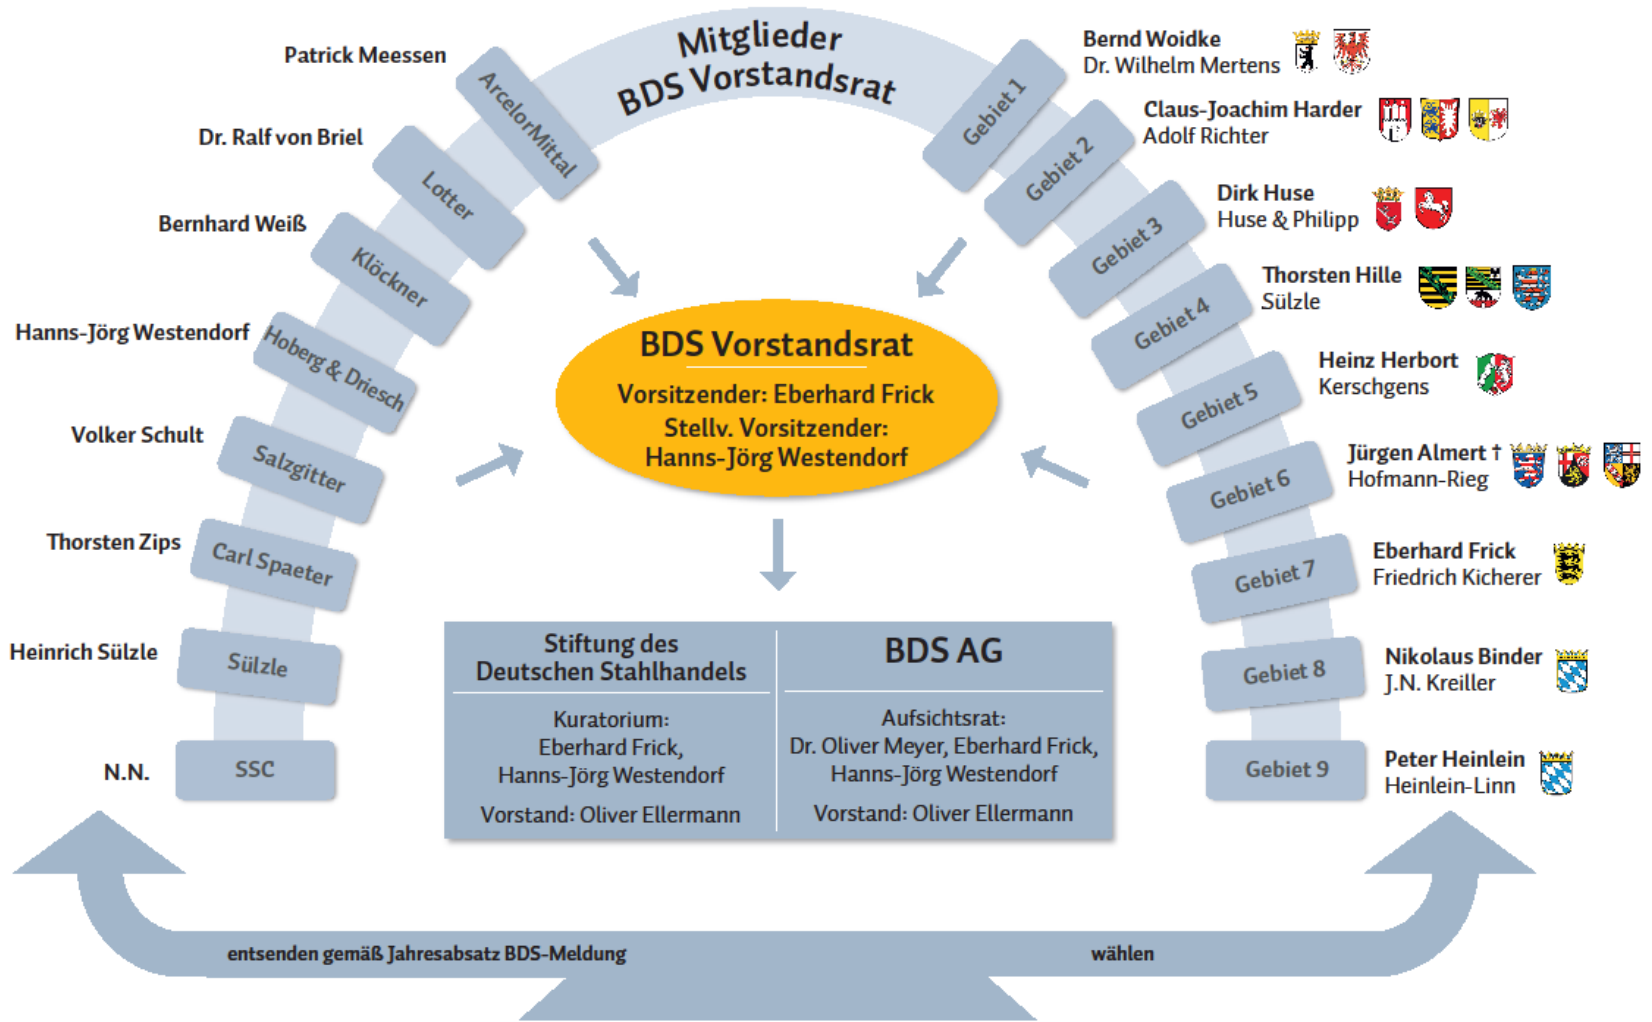 Mitglieder
BDS Vorstandsrat
Patrick Meessen
ArcelorMittal
Dr. Ralf von Briel
Lotter
Bernhard Weiß
Klöckner
Hanns-Jörg Westendorf
Hoberg & Driesch
Volker Schult
Salzgitter
Thorsten Zips
Carl Spaeter
Heinrich Sülzle
Sülzle
N.N.
SSC
Gebiet 1
Bernd Woidke
Dr. Wilhelm Mertens
Gebiet 2
Claus-Joachim Harder
Adolf Richter
Gebiet 3
Dirk Huse
Huse & Philipp
Gebiet 4
Thorsten Hille
Sülzle
Gebiet 5
Heinz Herbort
Kerschgens
Gebiet 6
Jürgen Almert †
Hofmann-Rieg
Gebiet 7
Eberhard Frick
Friedrich Kicherer
Gebiet 8
Nikolaus Binder
J.N. Kreiller
Gebiet 9
Peter Heinlein
Heinlein-Linn
BDS Vorstandsrat
Vorsitzender: Eberhard Frick
Stellv. Vorsitzender:
Hanns-Jörg Westendorf
Stiftung des
Deutschen Stahlhandels
Kuratorium:
Eberhard Frick,
Hanns-Jörg Westendorf
Vorstand: Oliver Ellermann
BDS AG
Aufsichtsrat:
Dr. Oliver Meyer, Eberhard Frick,
Hanns-Jörg Westendorf
Vorstand: Oliver Ellermann
entsenden gemäß Jahresabsatz BDS-Meldung
wählen